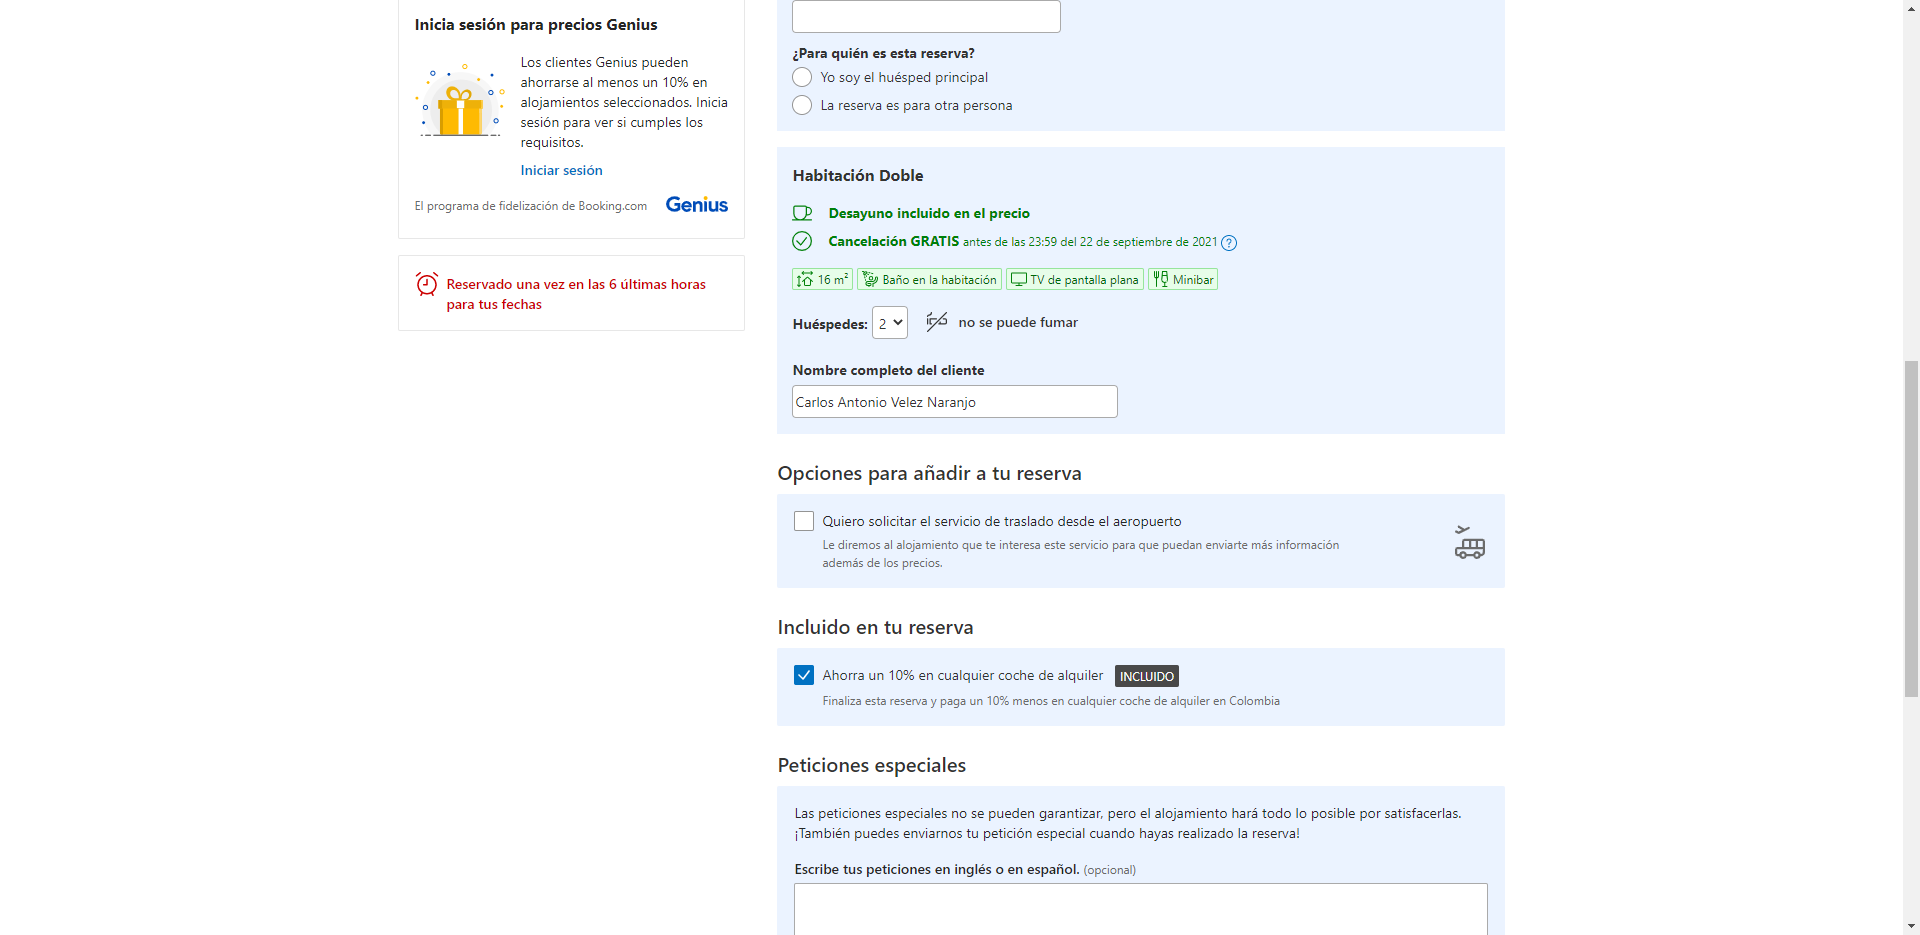 Inicia sesión para precios Genius
Los clientes Genius pueden
ahorrarse al menos un 10% en
alojamientos seleccionados. Inicia
sesión para ver si cumples los
requisitos.
Iniciar sesión
El programa de fidelización de Booking.com Genius
Reservado una vez en las 6 últimas horas
para tus fechas
¿Para quién es esta reserva?
Yo soy el huésped principal
La reserva es para otra persona
Habitación Doble
Desayuno incluido en el precio
Cancelación GRATIS antes de las 23:59 del 22 de septiembre de 2021 ?
16 m² Baño en la habitación TV de pantalla plana Minibar
Huéspedes: 2 no se puede fumar
Nombre completo del cliente
Carlos Antonio Velez Naranjo
Opciones para añadir a tu reserva
Quiero solicitar el servicio de traslado desde el aeropuerto
Le diremos al alojamiento que te interesa este servicio para que puedan enviarte más información
además de los precios.
Incluido en tu reserva
Ahorra un 10% en cualquier coche de alquiler INCLUIDO
Finaliza esta reserva y paga un 10% menos en cualquier coche de alquiler en Colombia
Peticiones especiales
Las peticiones especiales no se pueden garantizar, pero el alojamiento hará todo lo posible por satisfacerlas.
¡También puedes enviarnos tu petición especial cuando hayas realizado la reserva!
Escribe tus peticiones en inglés o en español. (opcional)